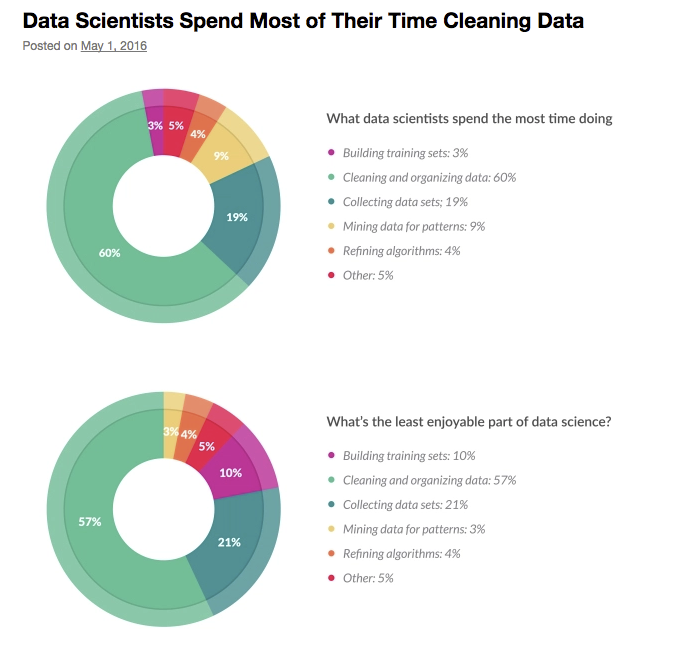 Data Scientists Spend Most of Their Time Cleaning Data
Posted on May 1, 2016
What data scientists spend the most time doing
Building training sets: 3%
Cleaning and organizing data: 60%
Collecting data sets; 19%
Mining data for patterns: 9%
Refining algorithms: 4%
Other: 5%
3%
5%
4%
9%
19%
60%
What's the least enjoyable part of data science?
Building training sets: 10%
Cleaning and organizing data: 57%
Collecting data sets: 21%
Mining data for patterns: 3%
Refining algorithms: 4%
Other: 5%
3%
4%
5%
10%
21%
57%